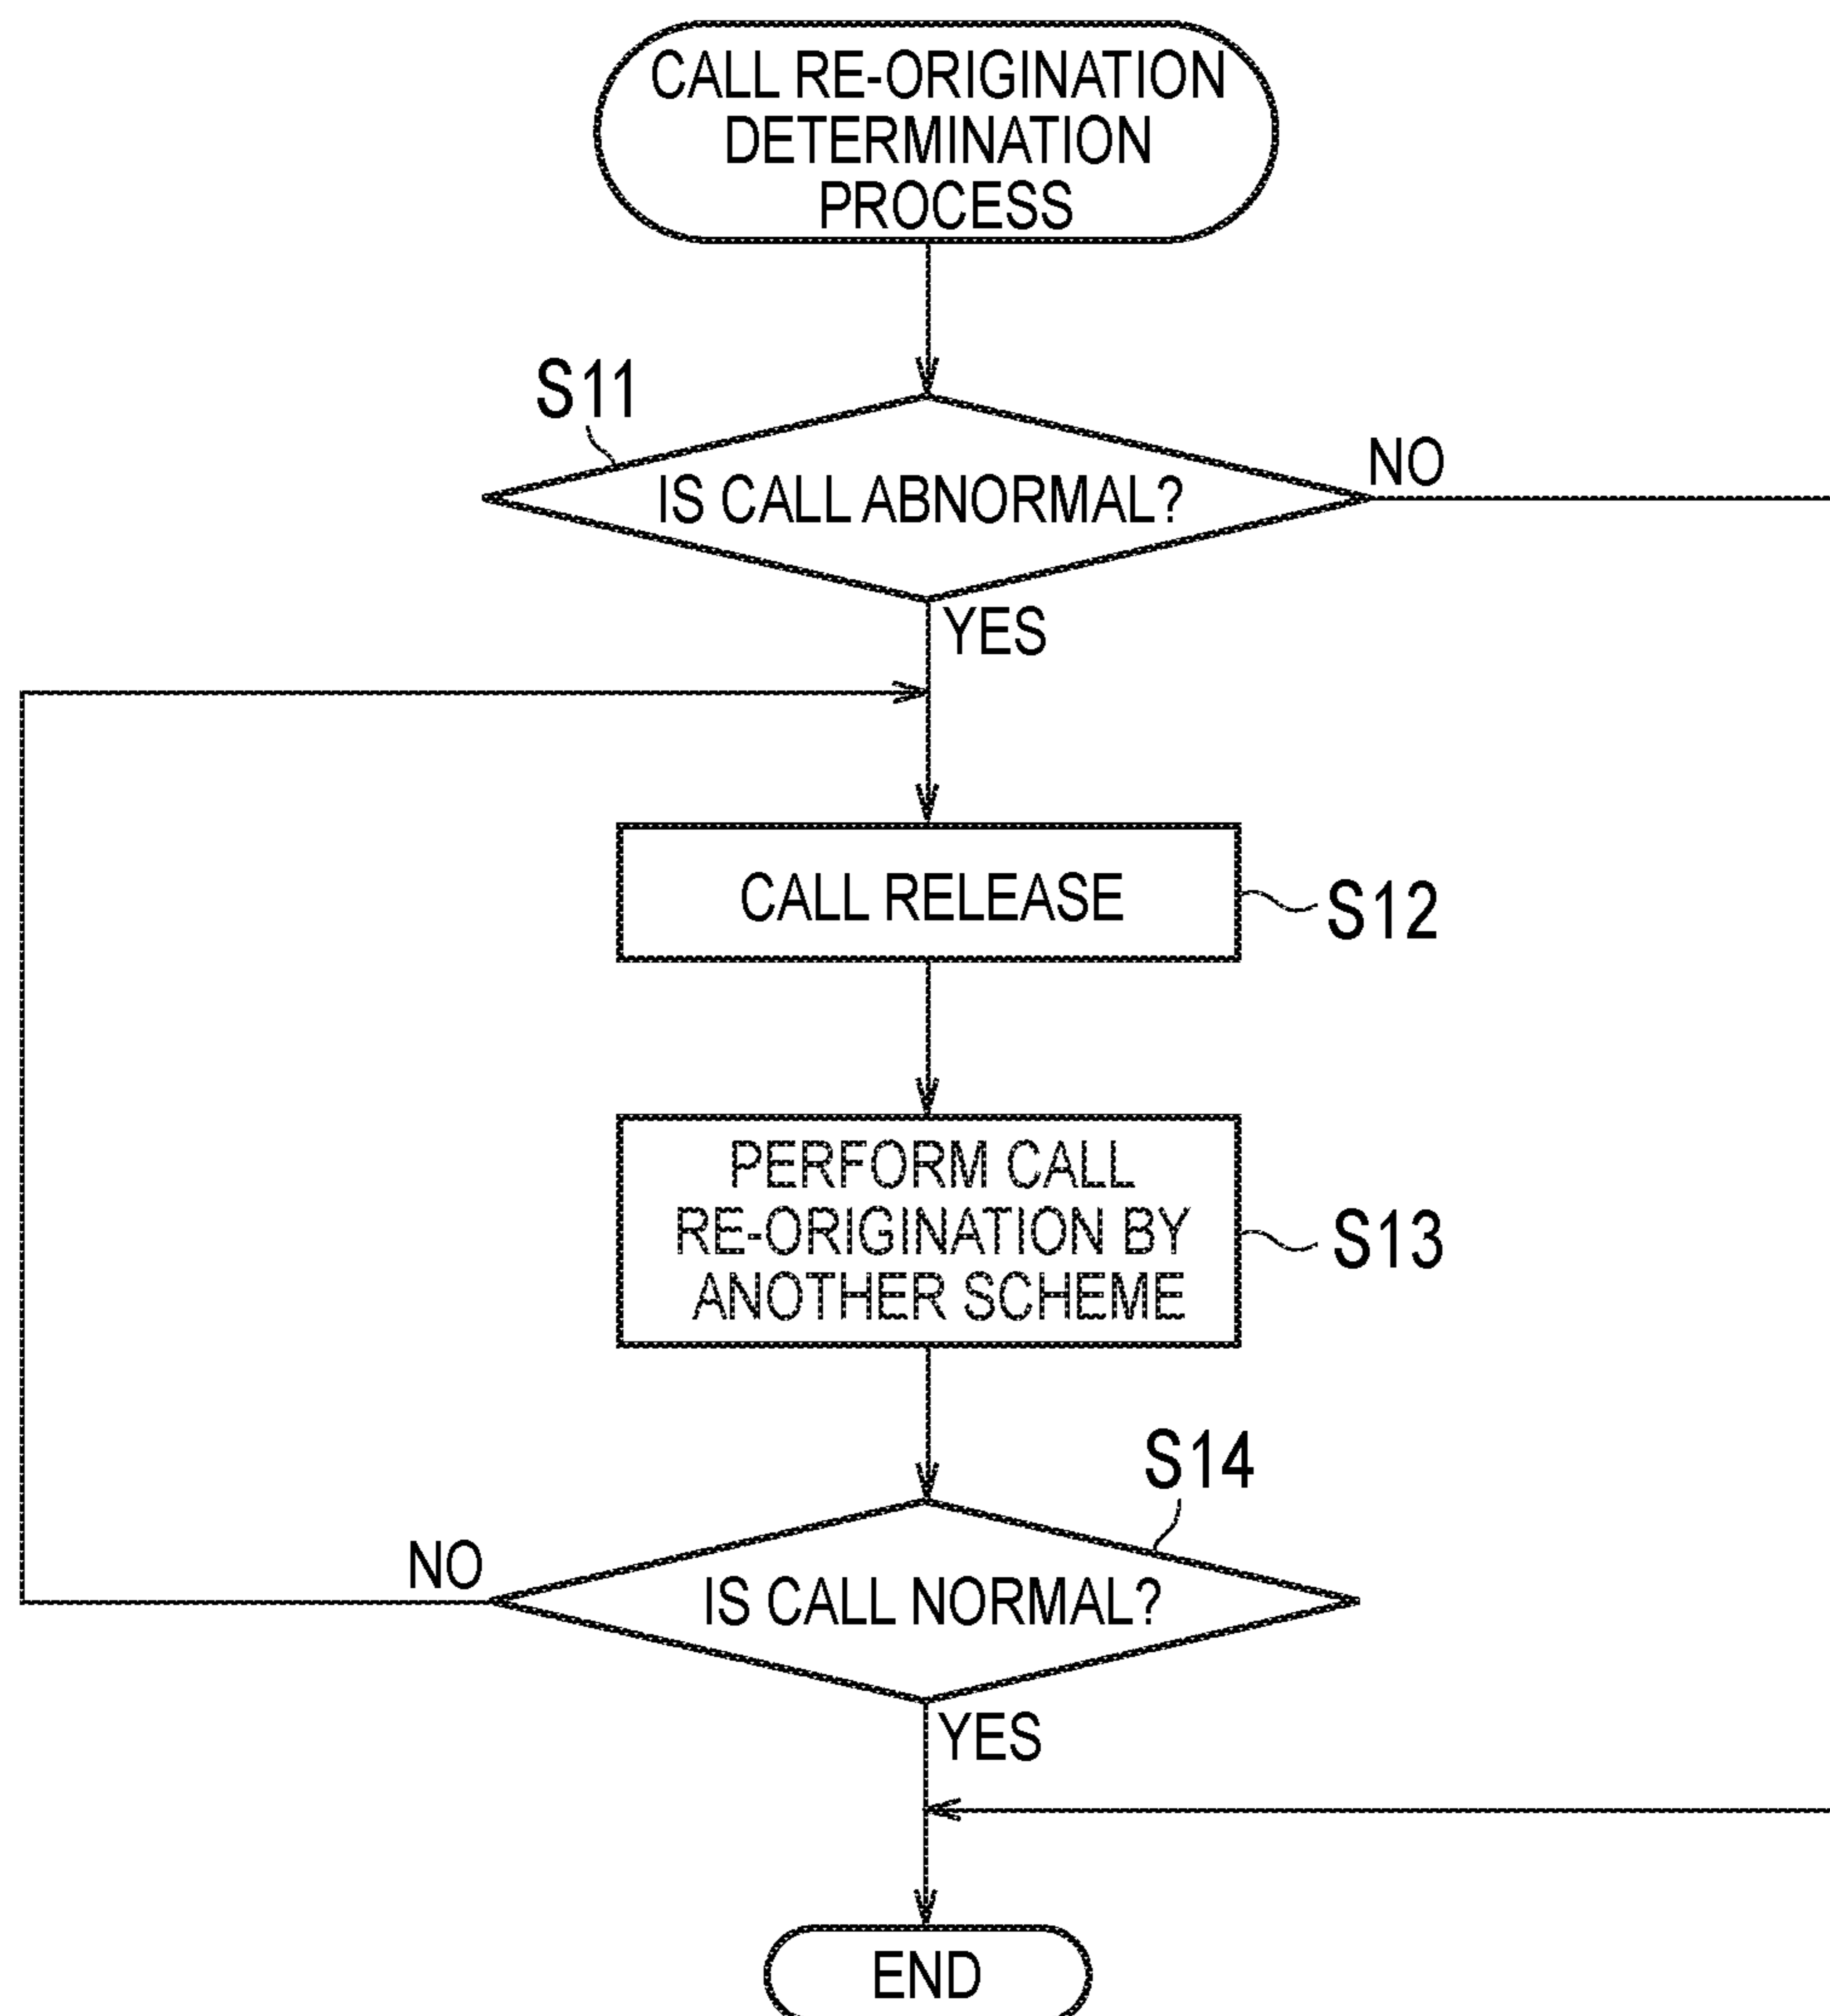 CALL RE-ORIGINATION
DETERMINATION
PROCESS
S11
IS CALL ABNORMAL?
NO
YES
CALL RELEASE
S12
PERFORM CALL
RE-ORIGINATION BY
ANOTHER SCHEME
S13
S14
NO
IS CALL NORMAL?
YES
END